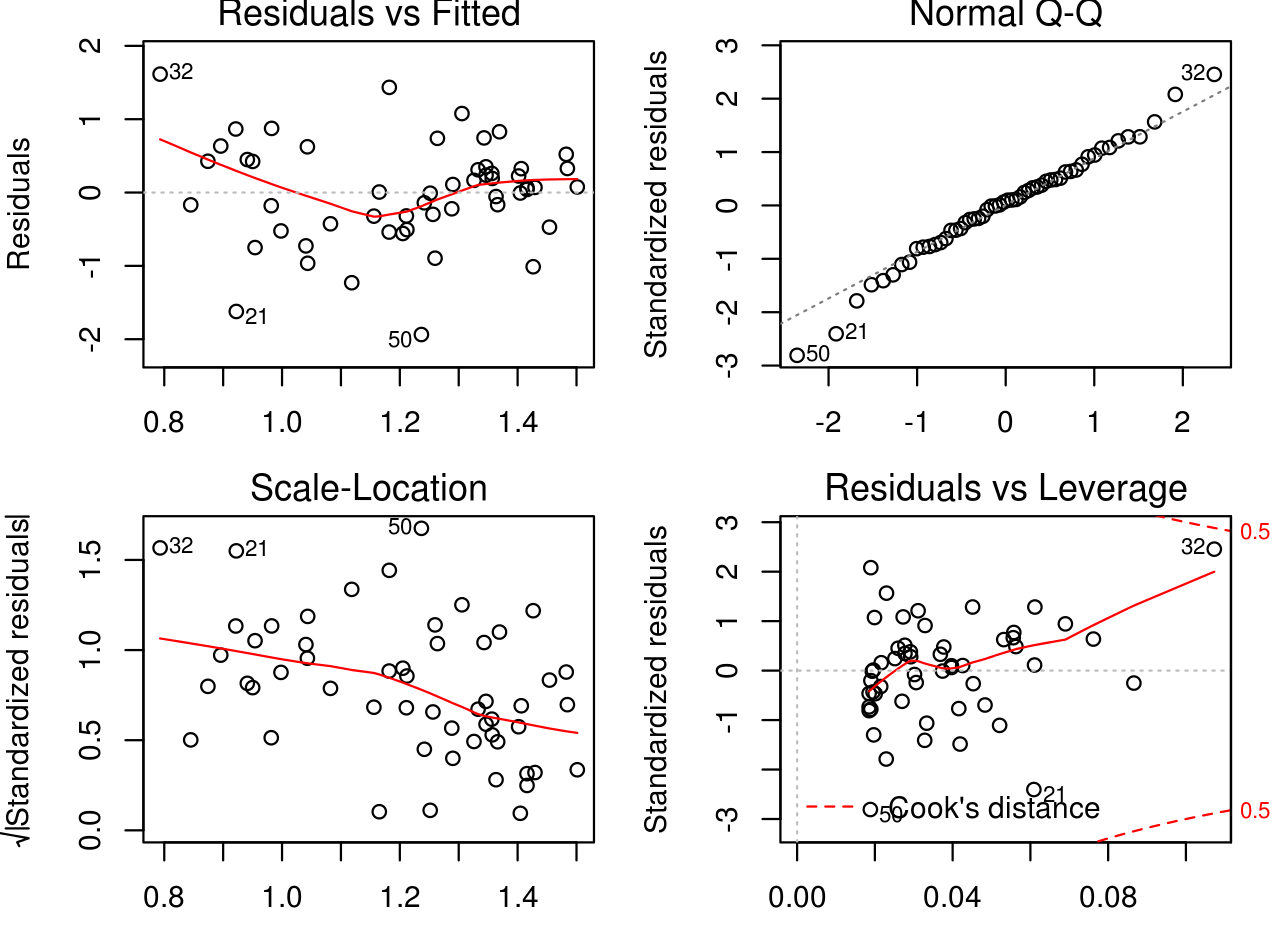 Residuals vs Fitted
Residuals
2
1
0
-1
-2
32
21
50
0.8 1.0 1.2 1.4
Normal Q-Q
Standardized residuals
3
2
1
0
-1
-2
-3
32
21
50
-2 -1 0 1 2
Scale-Location
√|Standardized residuals|
1.5
1.0
0.5
0.0
50
32
21
0.8 1.0 1.2 1.4
Residuals vs Leverage
Standardized residuals
3
2
1
0
-1
-3
0.5
32
21
50
Cook's distance
0.5
0.00 0.04 0.08